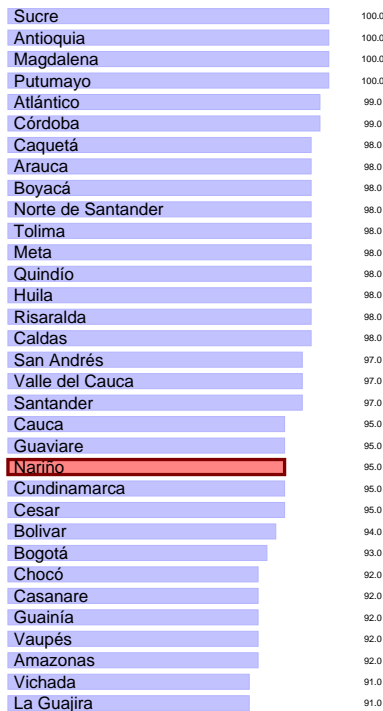 Sucre 100.0
Antioquia 100.0
Magdalena 100.0
Putumayo 100.0
Atlántico 99.0
Córdoba 99.0
Caquetá 98.0
Arauca 98.0
Boyacá 98.0
Norte de Santander 98.0
Tolima 98.0
Meta 98.0
Quindío 98.0
Huila 98.0
Risaralda 98.0
Caldas 98.0
San Andrés 97.0
Valle del Cauca 97.0
Santander 97.0
Cauca 95.0
Guaviare 95.0
Nariño 95.0
Cundinamarca 95.0
Cesar 95.0
Bolivar 94.0
Bogotá 93.0
Chocó 92.0
Casanare 92.0
Guainía 92.0
Vaupés 92.0
Amazonas 92.0
Vichada 91.0
La Guajira 91.0